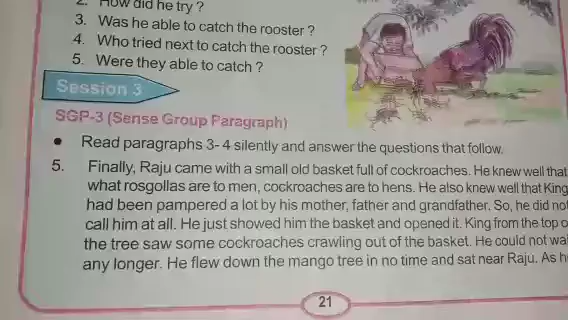 2. How did he try ?
3. Was he able to catch the rooster ?
4. Who tried next to catch the rooster ?
5. Were they able to catch ?
Session 3
SGP-3 (Sense Group Paragraph)
• Read paragraphs 3- 4 silently and answer the questions that follow.
5. Finally, Raju came with a small old basket full of cockroaches. He knew well that
what rosgollas are to men, cockroaches are to hens. He also knew well that King
had been pampered a lot by his mother, father and grandfather. So, he did not
call him at all. He just showed him the basket and opened it. King from the top o
the tree saw some cockroaches crawling out of the basket. He could not wai
any longer. He flew down the mango tree in no time and sat near Raju. As h
21